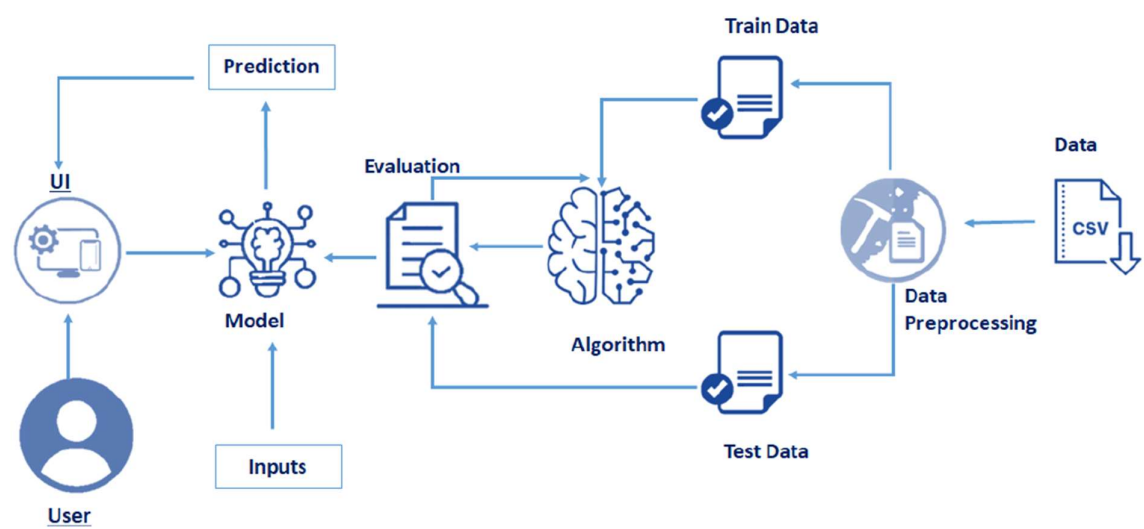 Train Data
Prediction
Data
Evaluation
UI
CSV
Data
Preprocessing
Model
Algorithm
Test Data
Inputs
User